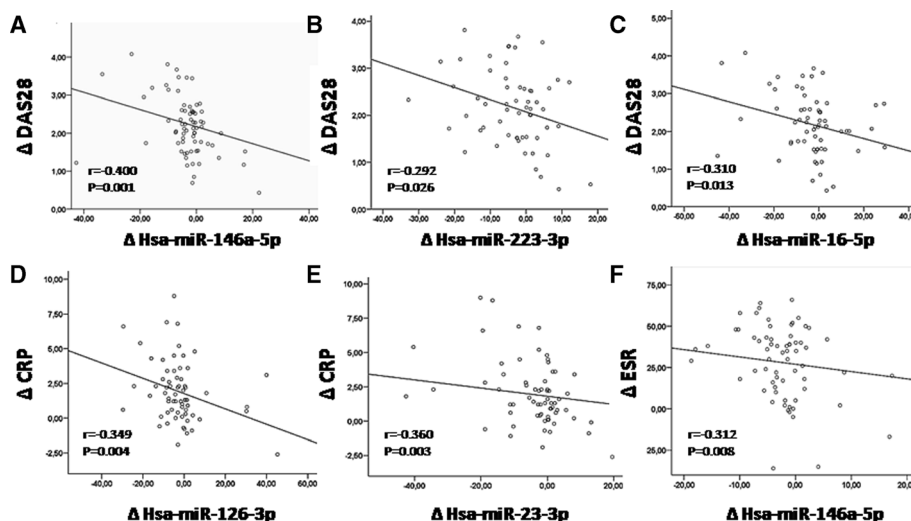 A
Δ DAS28
4,00
3,00
2,00
1,00
0,00
r=-0.400
P=0.001
-40,00 -20,00 0,00 20,00 40,00
Δ Hsa-miR-146a-5p
B
Δ DAS28
4,00
3,00
2,00
1,00
0,00
r=-0.292
P=0.026
-40,00 -30,00 -20,00 -10,00 0,00 10,00 20,00
Δ Hsa-miR-223-3p
C
Δ DAS28
5,00
4,00
3,00
2,00
1,00
0,00
r=-0.310
P=0.013
-60,00 -40,00 -20,00 0,00 20,00 40,00
Δ Hsa-miR-16-5p
D
Δ CRP
10,00
7,50
5,00
2,50
0,00
-2,50
r=-0.349
P=0.004
-40,00 -20,00 0,00 20,00 40,00 60,00
Δ Hsa-miR-126-3p
E
Δ CRP
10,00
7,50
5,00
2,50
0,00
-2,50
r=-0.360
P=0.003
-40,00 -20,00 0,00 20,00
Δ Hsa-miR-23-3p
F
Δ ESR
75,00
50,00
25,00
00,00
25,00
r=-0.312
P=0.008
-20,00 -10,00 0,00 10,00 20,00
Δ Hsa-miR-146a-5p